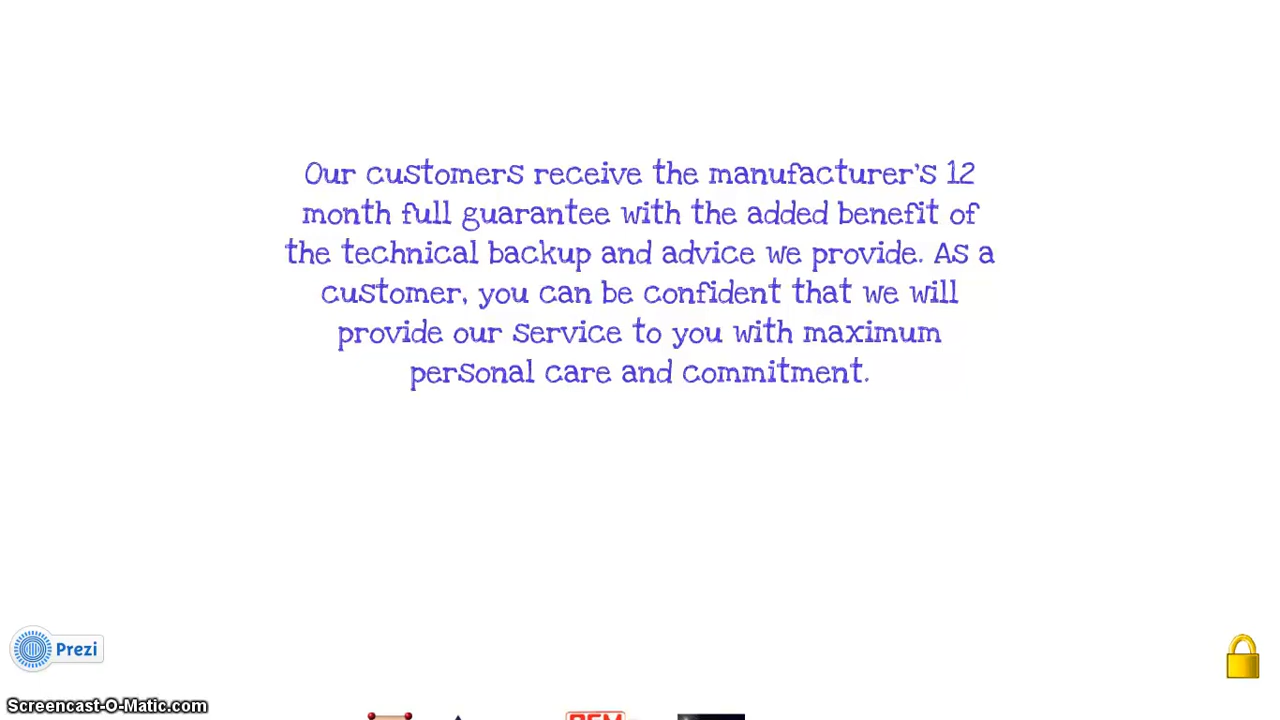 Our customers receive the manufacturer's 12
month full guarantee with the added benefit of
the technical backup and advice we provide. As a
customer, you can be confident that we will
provide our service to you with maximum
personal care and commitment.
Prezi
Screencast-O-Matic.com